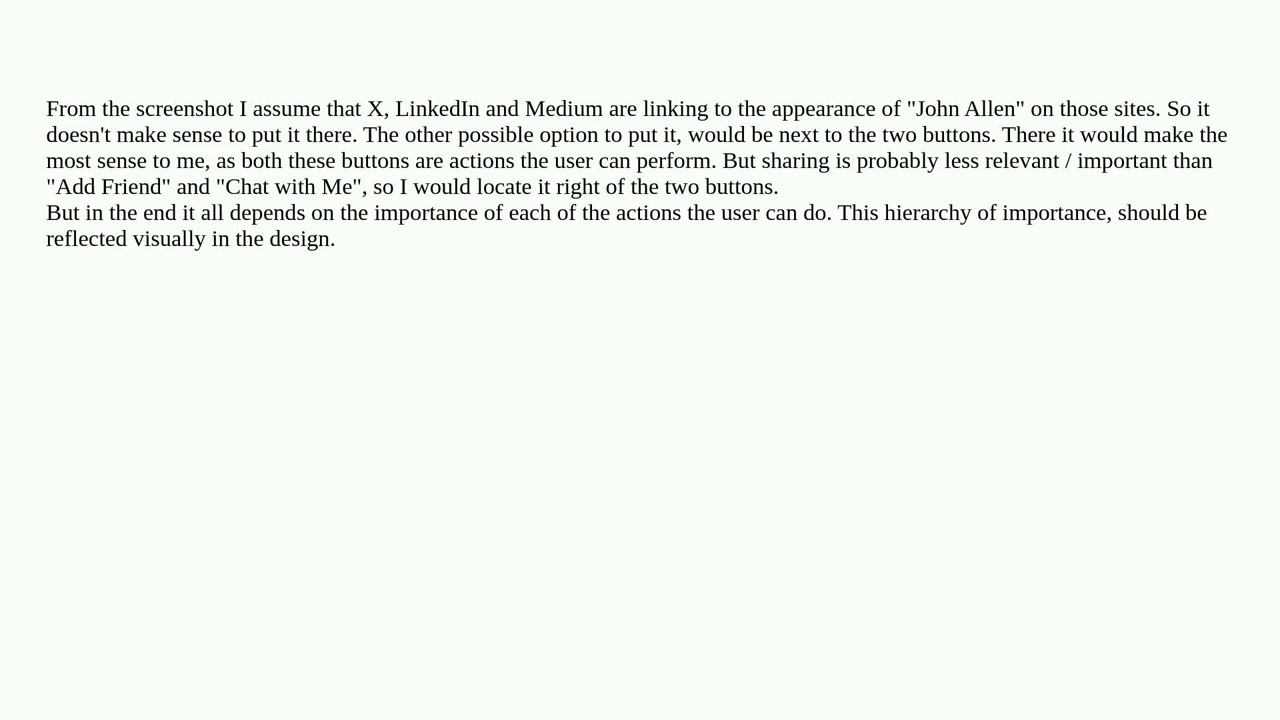 From the screenshot I assume that X, LinkedIn and Medium are linking to the appearance of "John Allen" on those sites. So it
doesn't make sense to put it there. The other possible option to put it, would be next to the two buttons. There it would make the
most sense to me, as both these buttons are actions the user can perform. But sharing is probably less relevant / important than
"Add Friend" and "Chat with Me", so I would locate it right of the two buttons.
But in the end it all depends on the importance of each of the actions the user can do. This hierarchy of importance, should be
reflected visually in the design.